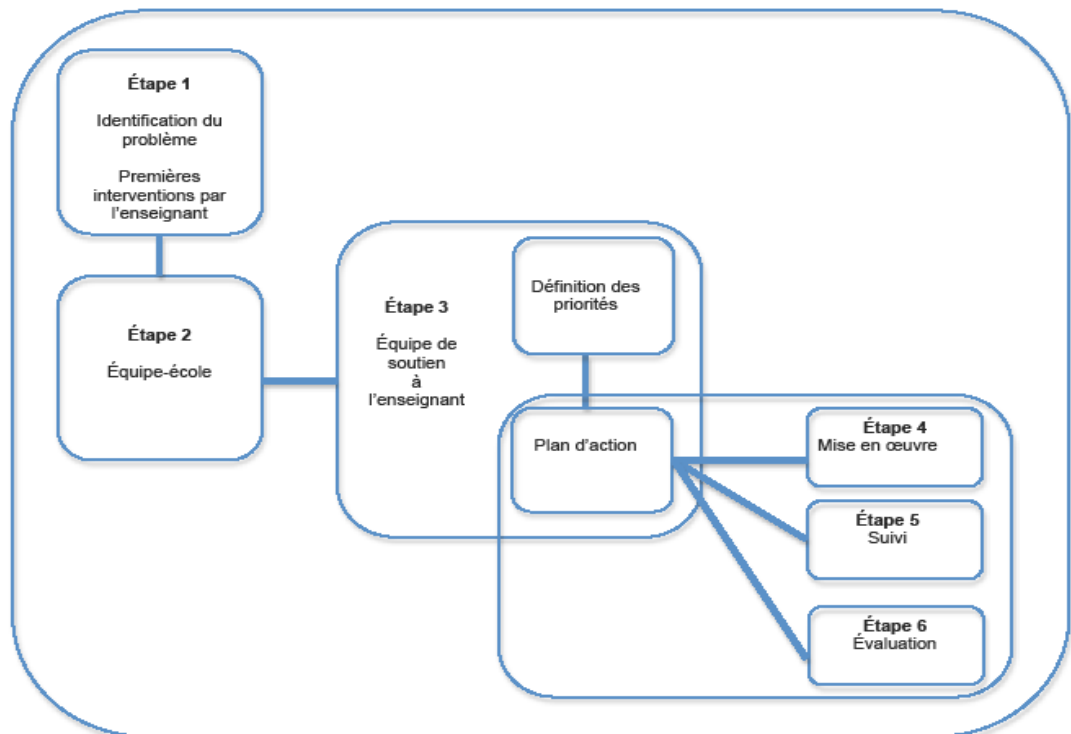 Étape 1
Identification du
problème
Premières
interventions par
l'enseignant
Étape 2
Équipe-école
Étape 3
Équipe de
soutien
à
l'enseignant
Définition des
priorités
Plan d'action
Étape 4
Mise en œuvre
Étape 5
Suivi
Étape 6
Évaluation